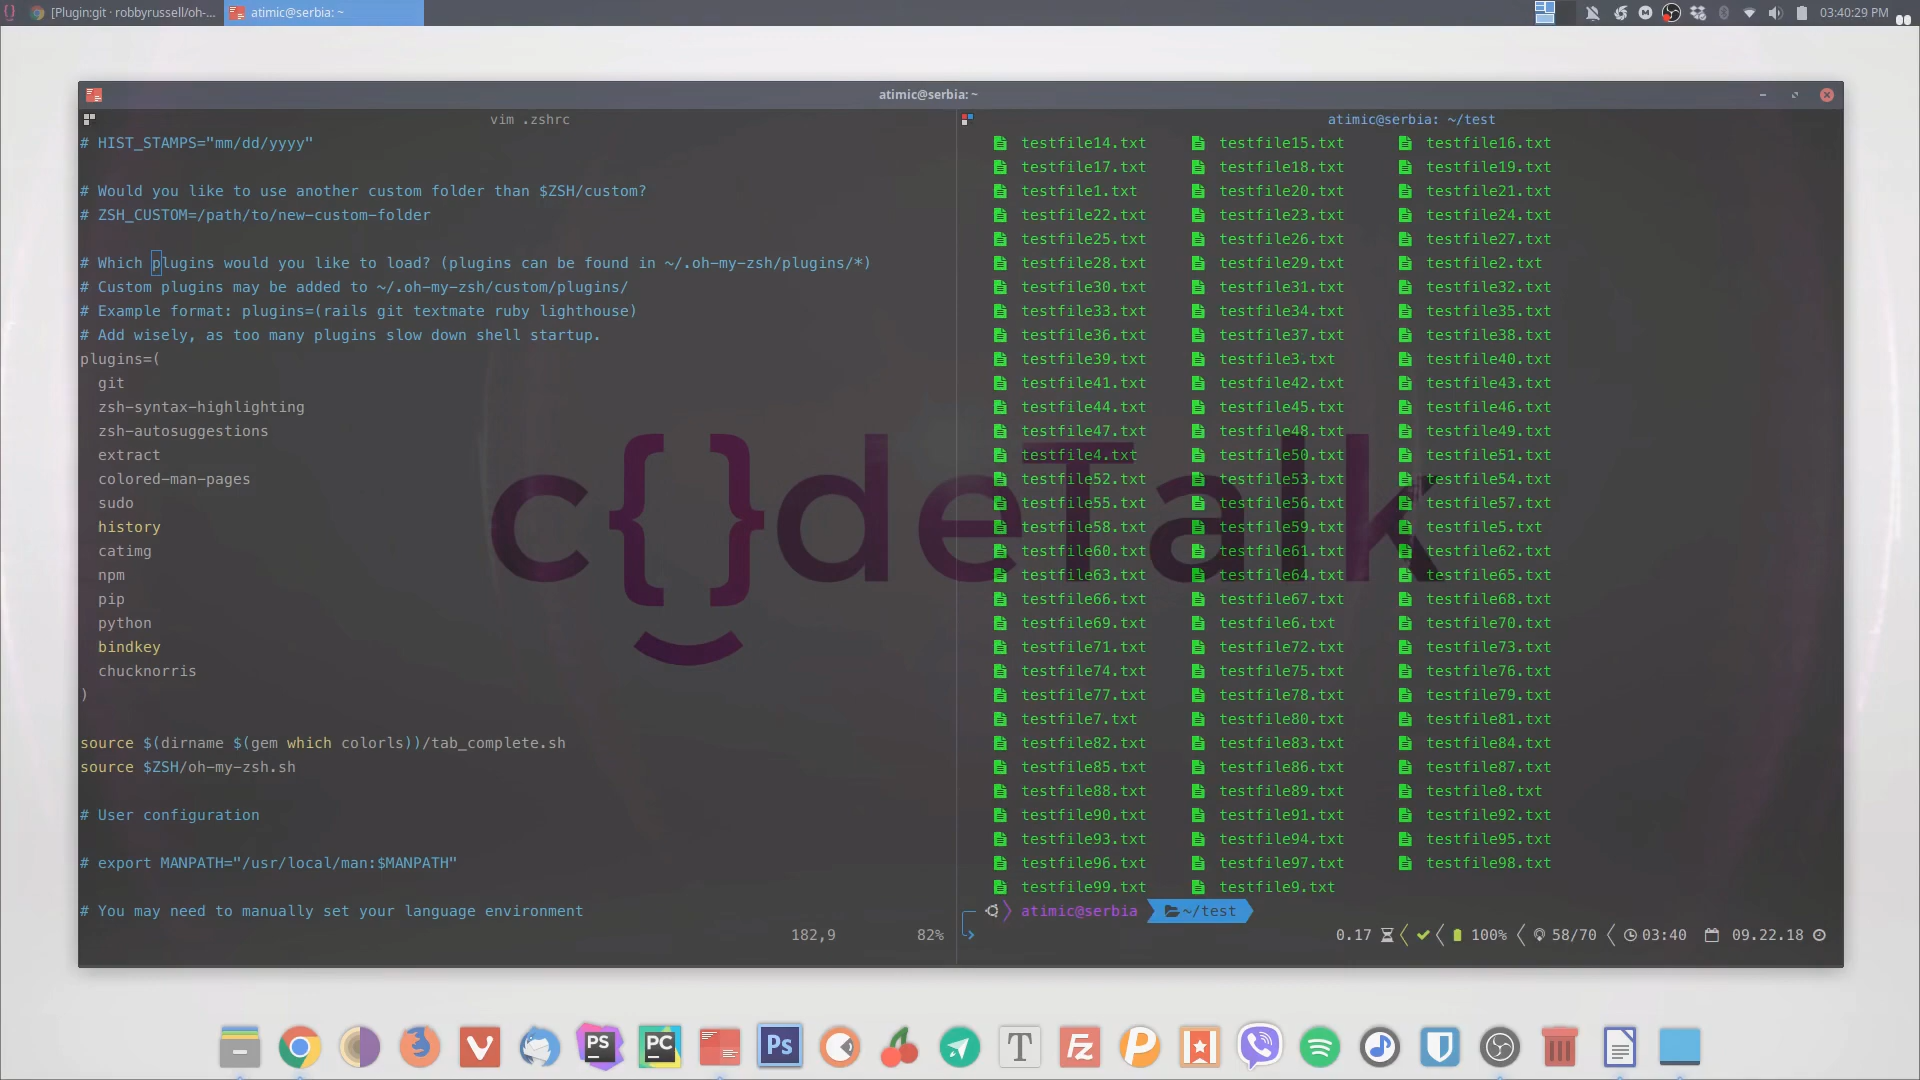 [Plugin:git · robbyrussell/oh-...
atimic@serbia: ~
03:40:29 PM
atimic@serbia: ~
vim .zshrc
# HIST_STAMPS="mm/dd/yyyy"
# Would you like to use another custom folder than $ZSH/custom?
# ZSH_CUSTOM=/path/to/new-custom-folder
# Which plugins would you like to load? (plugins can be found in ~/.oh-my-zsh/plugins/*)
# Custom plugins may be added to ~/.oh-my-zsh/custom/plugins/
# Example format: plugins=(rails git textmate ruby lighthouse)
# Add wisely, as too many plugins slow down shell startup.
plugins=(
git
zsh-syntax-highlighting
zsh-autosuggestions
extract
colored-man-pages
sudo
history
catimg
npm
pip
python
bindkey
chucknorris
)
source $(dirname $(gem which colorls))/tab_complete.sh
source $ZSH/oh-my-zsh.sh
# User configuration
# export MANPATH="/usr/local/man:$MANPATH"
# You may need to manually set your language environment
182,9 82%
atimic@serbia: ~/test
testfile14.txt testfile15.txt testfile16.txt
testfile17.txt testfile18.txt testfile19.txt
testfile1.txt testfile20.txt testfile21.txt
testfile22.txt testfile23.txt testfile24.txt
testfile25.txt testfile26.txt testfile27.txt
testfile28.txt testfile29.txt testfile2.txt
testfile30.txt testfile31.txt testfile32.txt
testfile33.txt testfile34.txt testfile35.txt
testfile36.txt testfile37.txt testfile38.txt
testfile39.txt testfile3.txt testfile40.txt
testfile41.txt testfile42.txt testfile43.txt
testfile44.txt testfile45.txt testfile46.txt
testfile47.txt testfile48.txt testfile49.txt
testfile4.txt testfile50.txt testfile51.txt
testfile52.txt testfile53.txt testfile54.txt
testfile55.txt testfile56.txt testfile57.txt
testfile58.txt testfile59.txt testfile5.txt
testfile60.txt testfile61.txt testfile62.txt
testfile63.txt testfile64.txt testfile65.txt
testfile66.txt testfile67.txt testfile68.txt
testfile69.txt testfile6.txt testfile70.txt
testfile71.txt testfile72.txt testfile73.txt
testfile74.txt testfile75.txt testfile76.txt
testfile77.txt testfile78.txt testfile79.txt
testfile7.txt testfile80.txt testfile81.txt
testfile82.txt testfile83.txt testfile84.txt
testfile85.txt testfile86.txt testfile87.txt
testfile88.txt testfile89.txt testfile8.txt
testfile90.txt testfile91.txt testfile92.txt
testfile93.txt testfile94.txt testfile95.txt
testfile96.txt testfile97.txt testfile98.txt
testfile99.txt testfile9.txt
atimic@serbia ~/test
0.17 100% 58/70 03:40 09.22.18
c{}deTalk
PS
PC
Ps
T
Fz
P